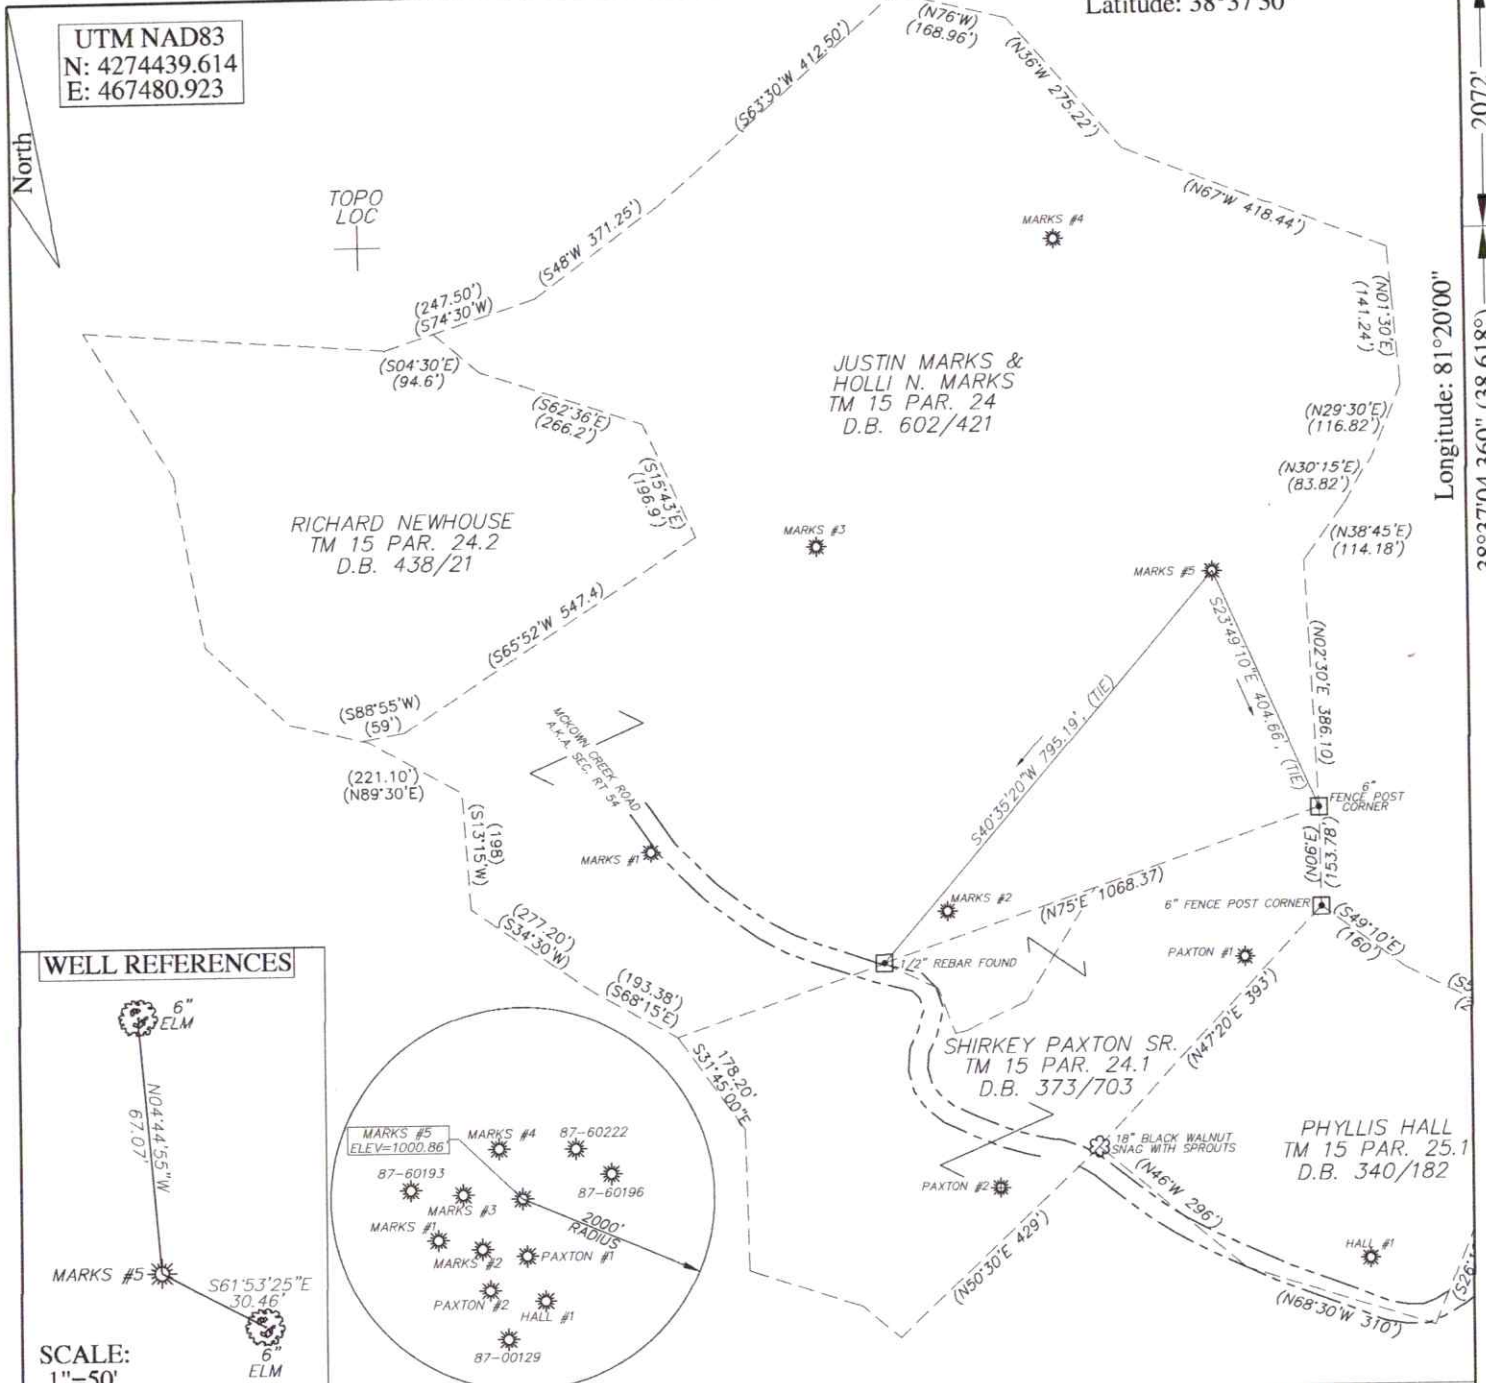 Latitude: 38°37'30"
UTM NAD83
N: 4274439.614
E: 467480.923
North
TOPO
LOC
(N76°W)
(168.96')
(N36°W 275.22')
(S63°30'W 412.50')
2072'
(N67°W 418.44')
MARKS #4
(S48°W 371.25')
(247.50')
(S74°30'W)
(N01°30'E)
(141.24')
Longitude: 81°20'00"
38°37'04.360" (38.618°)
(S04°30'E)
(94.6')
JUSTIN MARKS &
HOLLI N. MARKS
TM 15 PAR. 24
D.B. 602/421
(S62°36'E)
(266.2')
(N29°30'E)
(116.82')
(S15°43'E)
(196.9')
(N30°15'E)
(83.82')
RICHARD NEWHOUSE
TM 15 PAR. 24.2
D.B. 438/21
MARKS #3
(N38°45'E)
(114.18')
MARKS #5
S23°49'10"E 404.66', (TIE)
(N02°30'E 386.10)
(S65°52'W 547.4)
(S88°55'W)
(59')
S40°35'20"W 795.19', (TIE)
MCKOWN CREEK ROAD
A.K.A. SEC. RT 54
(221.10')
(N89°30'E)
6"
FENCE POST
CORNER
(198)
(S13°15'W)
MARKS #1
(153.78')
(3.90N)
MARKS #2
(N75°E 1068.37)
6" FENCE POST CORNER
(S49°10'E)
(160')
(277.20')
(S34°30'W)
PAXTON #1
1/2" REBAR FOUND
(193.38')
(S68°15'E)
(N47°20'E 393')
SHIRKEY PAXTON SR.
TM 15 PAR. 24.1
D.B. 373/703
178.20'
S31°45'00"E
18" BLACK WALNUT
SNAG WITH SPROUTS
PHYLLIS HALL
TM 15 PAR. 25.1
D.B. 340/182
PAXTON #2
(N46°W 296')
(N50°30'E 429')
HALL #1
(N68°30'W 310')
(S26°
WELL REFERENCES
6"
ELM
N04°44'55"W
67.07'
MARKS #5
S61°53'25"E
30.46'
6"
ELM
SCALE:
1"=50'
MARKS #5
ELEV=1000.86'
MARKS #4
87-60222
87-60193
87-60196
MARKS #3
MARKS #1
2000'
RADIUS
MARKS #2
PAXTON #1
PAXTON #2
HALL #1
87-00129